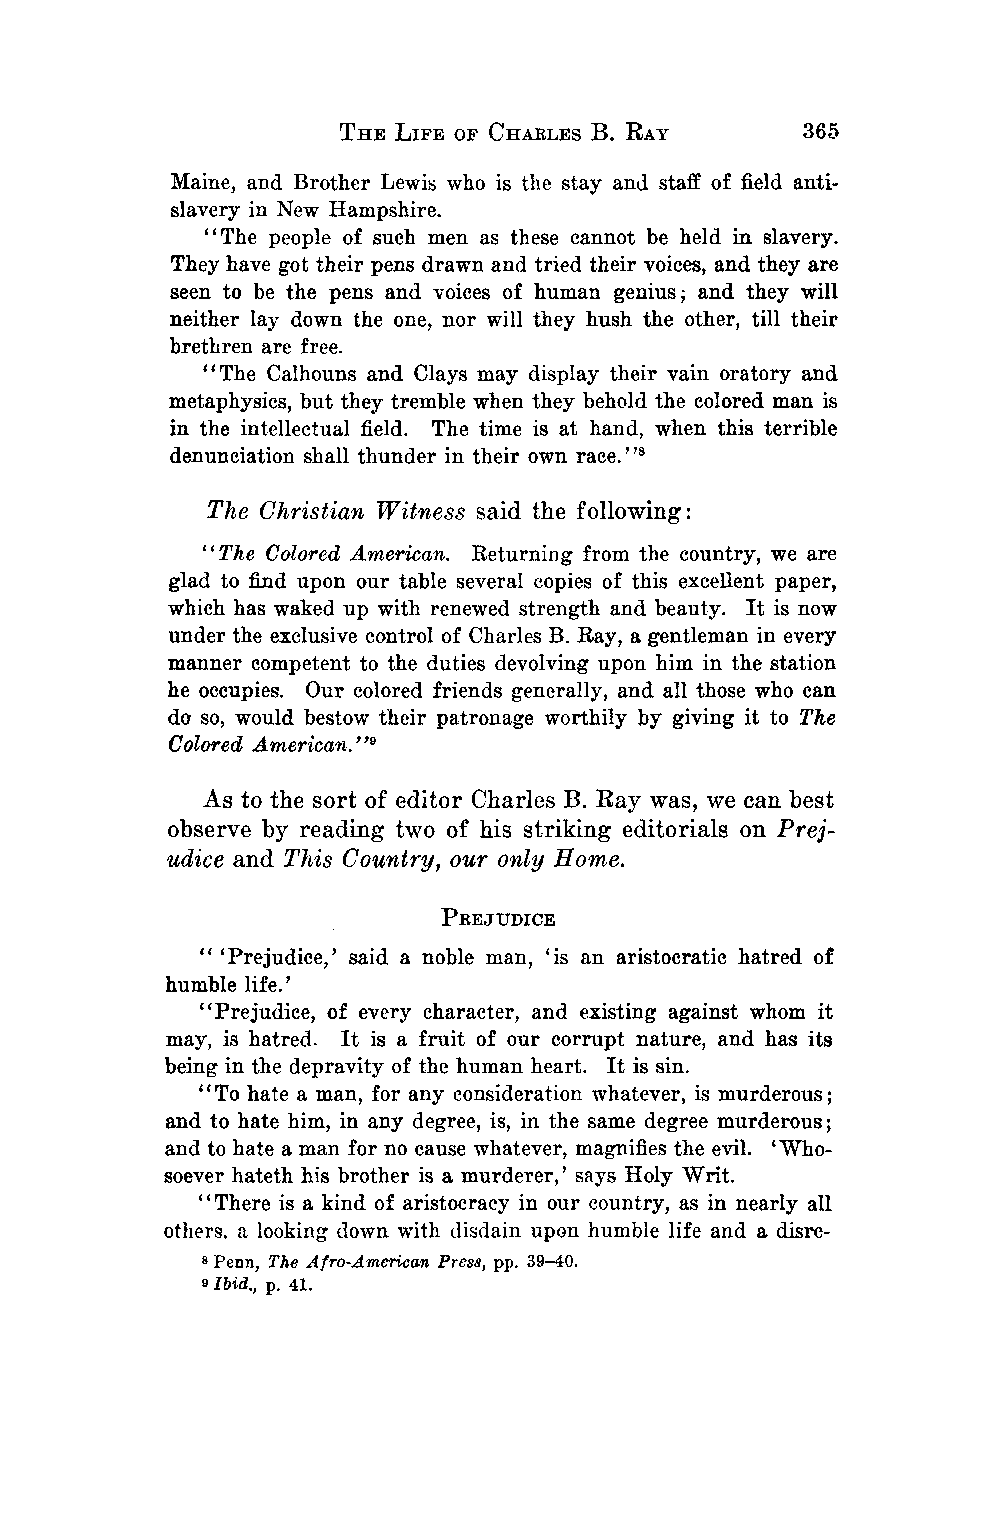 THE LIFE OF CHARLES B. RAY 365
Maine, and Brother Lewis who is the stay and staff of field anti-
slavery in New Hampshire.
"The people of such men as these cannot be held in slavery.
They have got their pens drawn and tried their voices, and they are
seen to be the pens and voices of human genius; and they will
neither lay down the one, nor will they hush the other, till their
brethren are free.
"The Calhouns and Clays may display their vain oratory and
metaphysics, but they tremble when they behold the colored man is
in the intellectual field. The time is at hand, when this terrible
denunciation shall thunder in their own race."⁸
The Christian Witness said the following:
"The Colored American. Returning from the country, we are
glad to find upon our table several copies of this excellent paper,
which has waked up with renewed strength and beauty. It is now
under the exclusive control of Charles B. Ray, a gentleman in every
manner competent to the duties devolving upon him in the station
he occupies. Our colored friends generally, and all those who can
do so, would bestow their patronage worthily by giving it to The
Colored American."⁹
As to the sort of editor Charles B. Ray was, we can best
observe by reading two of his striking editorials on Prej-
udice and This Country, our only Home.
PREJUDICE
" 'Prejudice,' said a noble man, 'is an aristocratic hatred of
humble life.'
"Prejudice, of every character, and existing against whom it
may, is hatred. It is a fruit of our corrupt nature, and has its
being in the depravity of the human heart. It is sin.
"To hate a man, for any consideration whatever, is murderous;
and to hate him, in any degree, is, in the same degree murderous;
and to hate a man for no cause whatever, magnifies the evil. 'Who-
soever hateth his brother is a murderer,' says Holy Writ.
"There is a kind of aristocracy in our country, as in nearly all
others, a looking down with disdain upon humble life and a disre-
⁸ Penn, The Afro-American Press, pp. 39–40.
⁹ Ibid., p. 41.